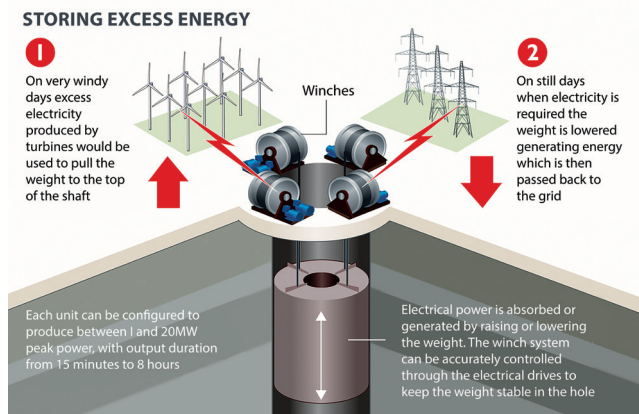 STORING EXCESS ENERGY
1
On very windy
days excess
electricity
produced by
turbines would be
used to pull the
weight to the top
of the shaft
Winches
2
On still days
when electricity is
required the
weight is lowered
generating energy
which is then
passed back to
the grid
Each unit can be configured to
produce between I and 20MW
peak power, with output duration
from 15 minutes to 8 hours
Electrical power is absorbed or
generated by raising or lowering
the weight. The winch system
can be accurately controlled
through the electrical drives to
keep the weight stable in the hole